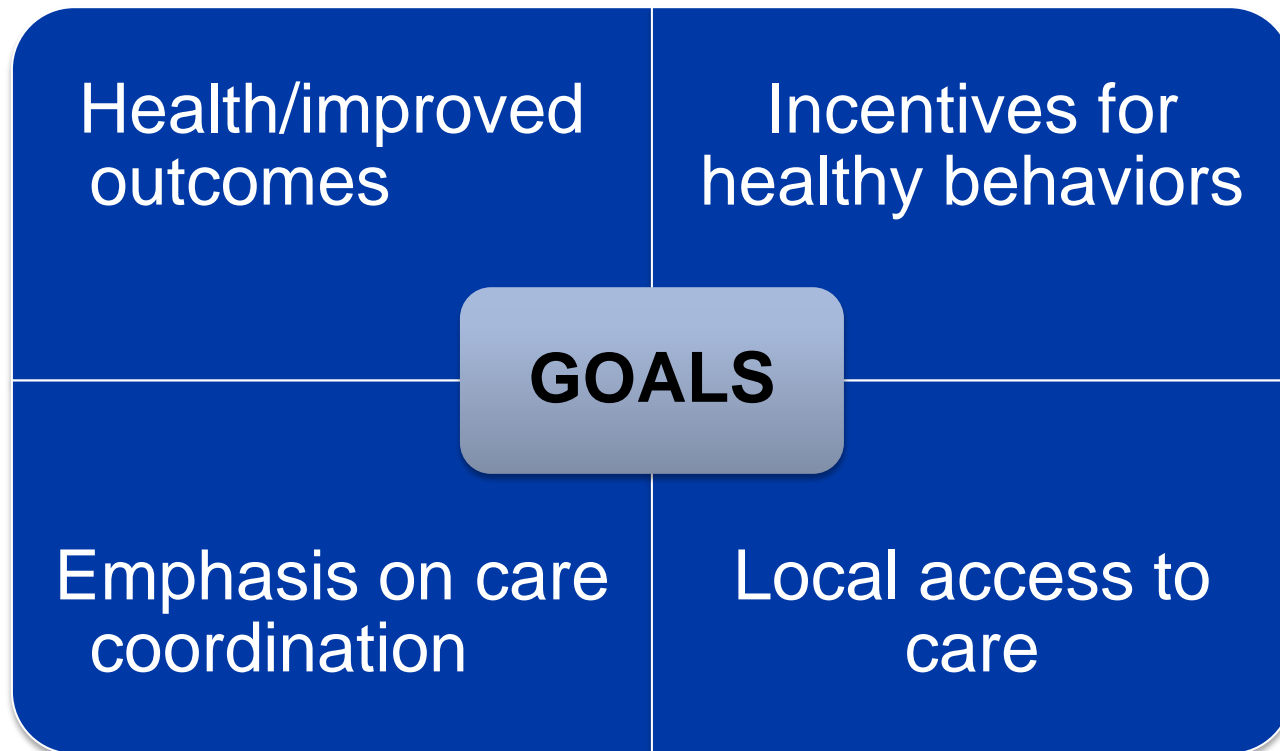 Health/improved
outcomes
Incentives for
healthy behaviors
GOALS
Emphasis on care
coordination
Local access to
care